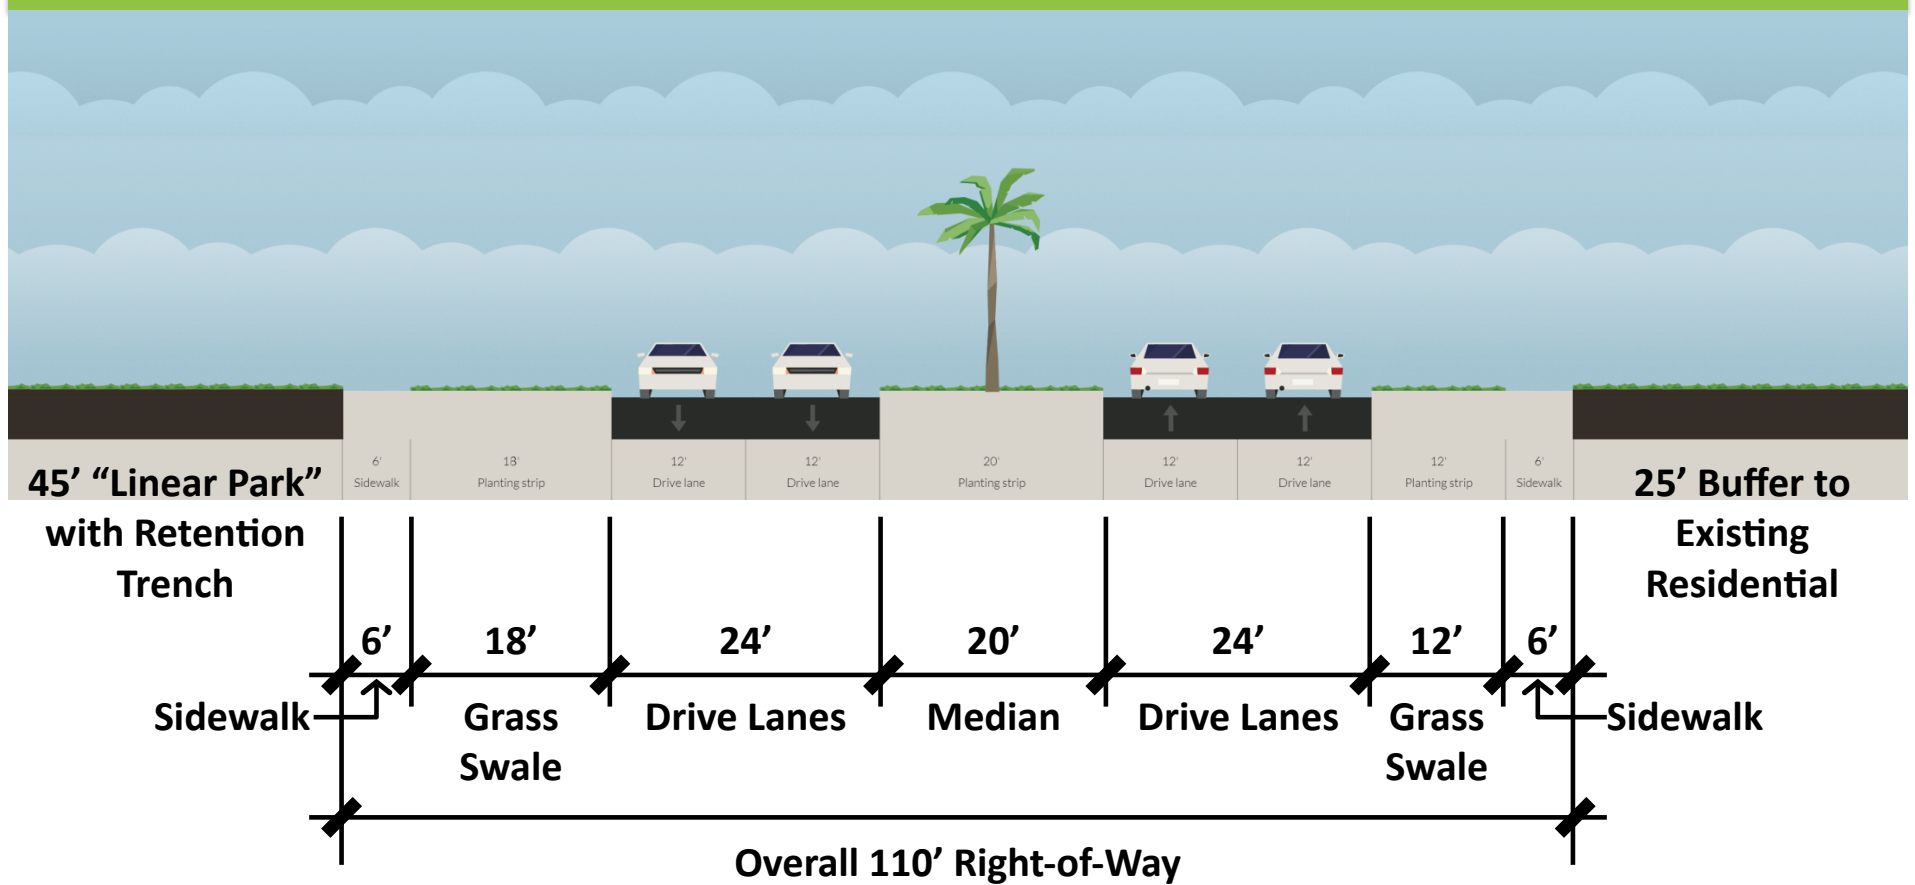 6'
18'
12'
12'
20'
12'
12'
12'
6'
Sidewalk
Planting strip
Drive lane
Drive lane
Planting strip
Drive lane
Drive lane
Planting strip
Sidewalk
45’ “Linear Park”
with Retention
Trench
25’ Buffer to
Existing
Residential
6’
18’
24’
20’
24’
12’
6’
Sidewalk
Grass
Swale
Drive Lanes
Median
Drive Lanes
Grass
Swale
Sidewalk
Overall 110’ Right-of-Way